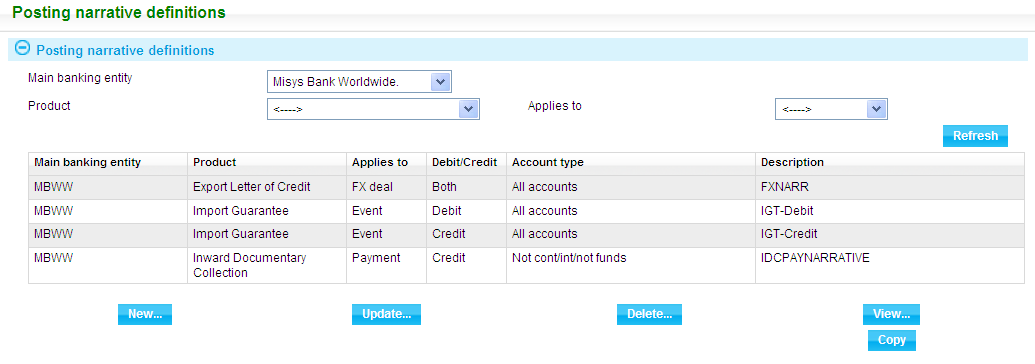 Posting narrative definitions
Posting narrative definitions
Main banking entity Misys Bank Worldwide.
Product <----> Applies to <---->
Refresh
Main banking entity Product Applies to Debit/Credit Account type Description
MBWW Export Letter of Credit FX deal Both All accounts FXNARR
MBWW Import Guarantee Event Debit All accounts IGT-Debit
MBWW Import Guarantee Event Credit All accounts IGT-Credit
MBWW Inward Documentary Payment Credit Not cont/int/not funds IDCPAYNARRATIVE
Collection
New... Update... Delete... View...
Copy